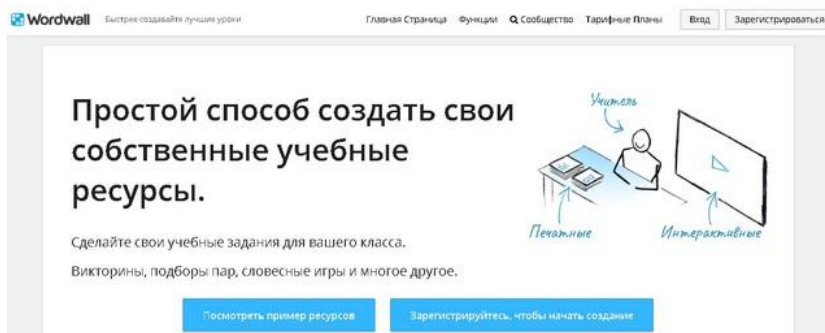 Wordwall Быстрее создавайте лучшие уроки Главная Страница Функции Сообщество Тарифные Планы Вход Зарегистрироваться
Простой способ создать свои
собственные учебные
ресурсы.
Учитель
Печатные
Интерактивные
Сделайте свои учебные задания для вашего класса.
Викторины, подборы пар, словесные игры и многое другое.
Посмотреть пример ресурсов Зарегистрируйтесь, чтобы начать создание